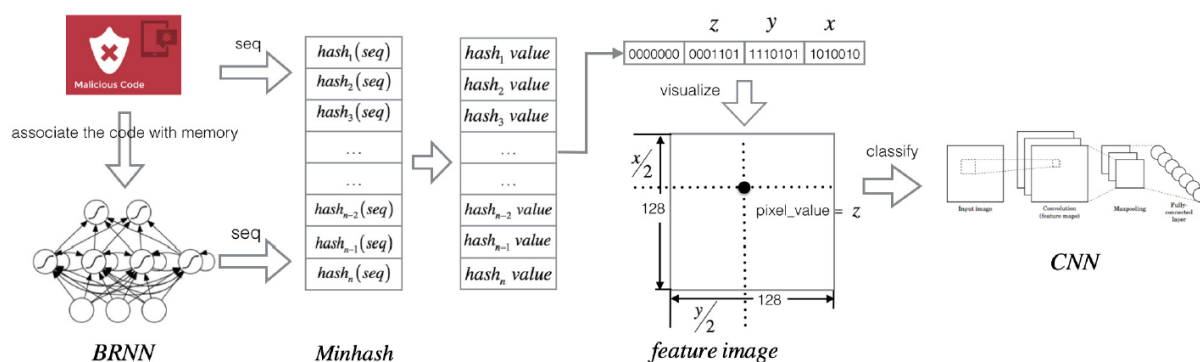 Malicious Code
seq
associate the code with memory
seq
BRNN
hash₁(seq)
hash₂(seq)
hash₃(seq)
...
...
hashₙ₋₂(seq)
hashₙ₋₁(seq)
hashₙ(seq)
Minhash
hash₁ value
hash₂ value
hash₃ value
...
...
hashₙ₋₂ value
hashₙ₋₁ value
hashₙ value
z y x
0000000 0001101 1110101 1010010
visualize
x/2
128
pixel_value = z
128
y/2
feature image
classify
Input image
Convolution
(feature maps)
Maxpooling
Fully-
connected
layer
CNN